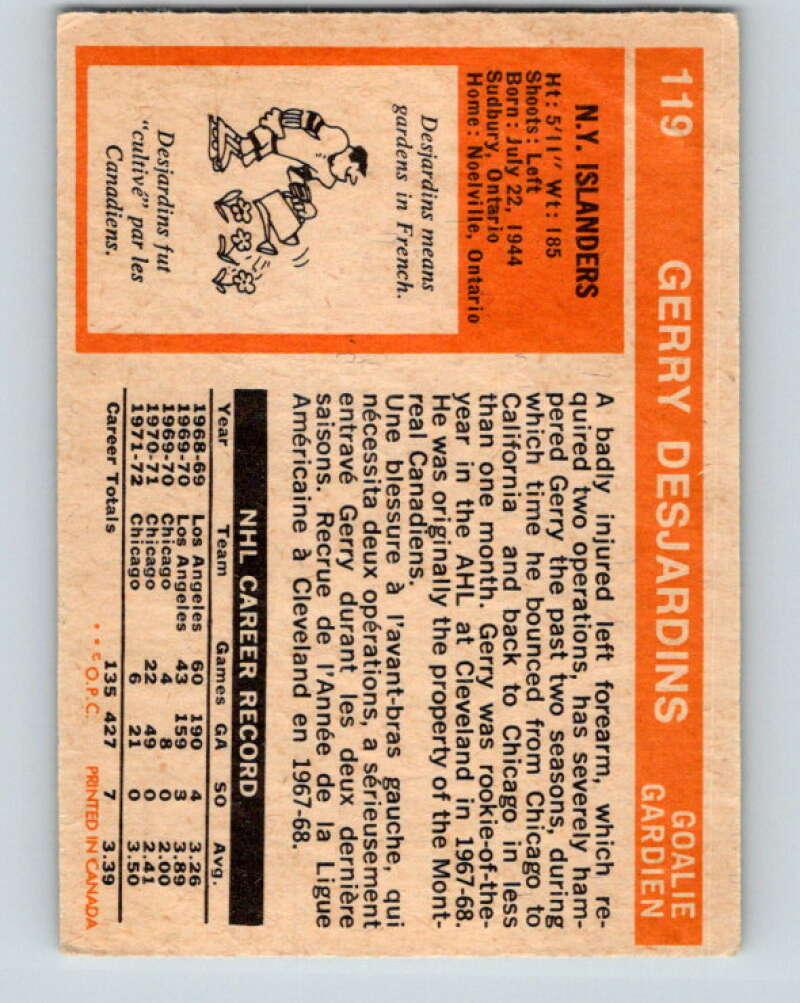 119
GERRY DESJARDINS
GOALIE
GARDIEN
N.Y. ISLANDERS
Ht: 5'11" Wt: 185
Shoots: Left
Born: July 22, 1944
Sudbury, Ontario
Home: Noelville, Ontario
Desjardins means
gardens in French.
Desjardins fut
"cultivé" par les
Canadiens.
A badly injured left forearm, which re-
quired two operations, has severely ham-
pered Gerry the past two seasons, during
which time he bounced from Chicago to
California and back to Chicago in less
than one month. Gerry was rookie-of-the-
year in the AHL at Cleveland in 1967-68.
He was originally the property of the Mont-
real Canadiens.
Une blessure à l'avant-bras gauche, qui
nécessita deux opérations, a sérieusement
entravé Gerry durant les deux dernière
saisons. Recrue de l'Année de la Ligue
Américaine à Cleveland en 1967-68.
NHL CAREER RECORD
Year Team Games GA SO Avg.
1968-69 Los Angeles 60 190 4 3.26
1969-70 Los Angeles 43 159 3 3.89
1969-70 Chicago 4 8 0 2.00
1970-71 Chicago 22 49 0 2.41
1971-72 Chicago 6 21 0 3.50
Career Totals 135 427 7 3.39
• • © O.P.C. PRINTED IN CANADA